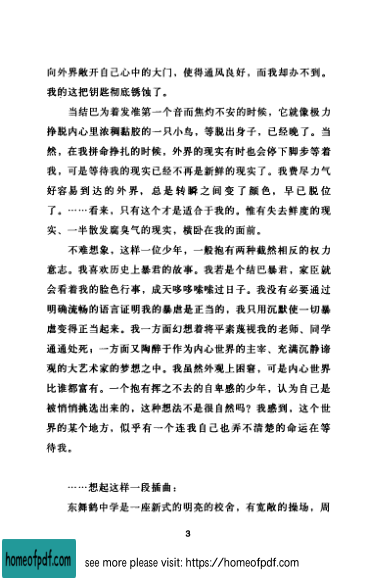 向外界敞开自己心中的大门，使得通风良好，而我却办不到。
我的这把钥匙彻底锈蚀了。
当结巴为着发准第一个音而焦灼不安的时候，它就像极力
挣脱内心里浓稠黏胶的一只小鸟，等脱出身子，已经晚了。当
然，在我拼命挣扎的时候，外界的现实有时也会停下脚步等着
我，可是等待我的现实已经不再是新鲜的现实了。我费尽力气
好容易到达的外界，总是转瞬之间变了颜色，早已脱位
了。……看来，只有这个才是适合于我的。惟有失去鲜度的现
实、一半散发腐臭气的现实，横卧在我的面前。
不难想象，这样一位少年，一般抱有两种截然相反的权力
意志。我喜欢历史上暴君的故事。我若是个结巴暴君，家臣就
会看着我的脸色行事，成天哆哆嗦嗦过日子。我没有必要通过
明确流畅的语言证明我的暴虐是正当的，我只用沉默使一切暴
虐变得正当起来。我一方面幻想着将平素蔑视我的老师、同学
通通处死；一方面又陶醉于作为内心世界的主宰、充满沉静谛
观的大艺术家的梦想之中。我虽然外观上困窘，可是内心世界
比谁都富有。一个抱有挥之不去的自卑感的少年，认为自己是
被悄悄挑选出来的，这种想法不是很自然吗？我感到，这个世
界的某个地方，似乎有一个连我自己也弄不清楚的命运在等
待我。
……想起这样一段插曲：
东舞鹤中学是一座新式的明亮的校舍，有宽敞的操场，周
3
homeofpdf.com
see more please visit: https://homeofpdf.com